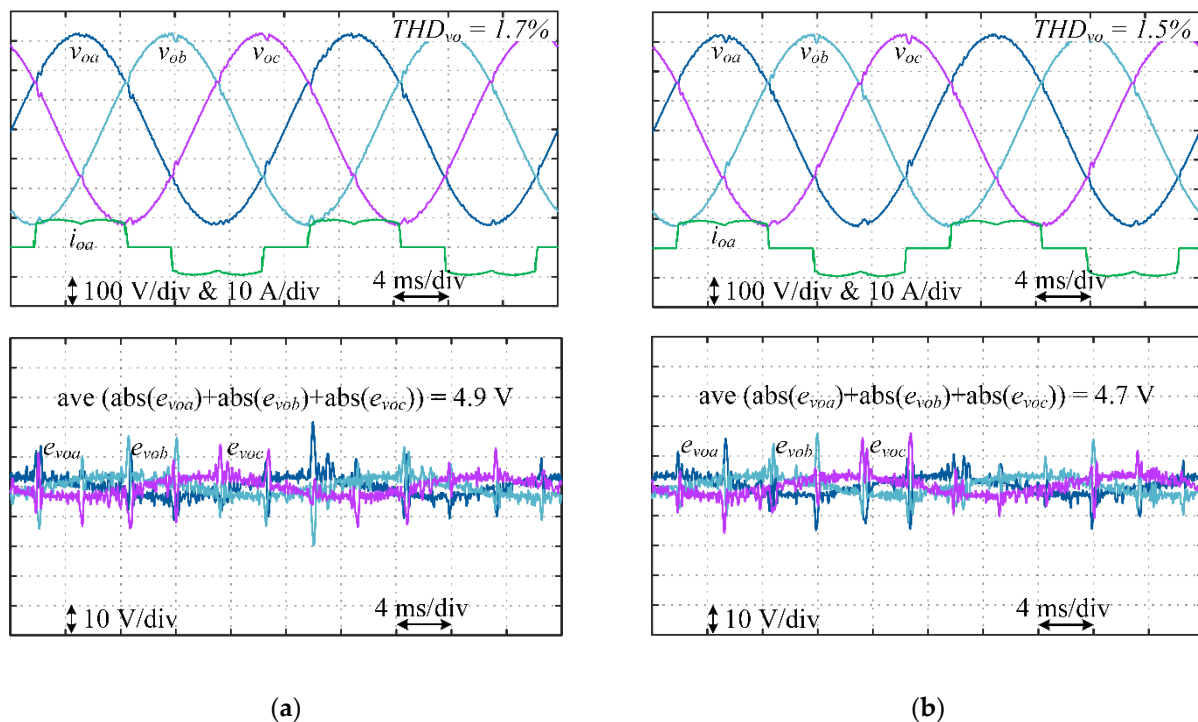 THDvo = 1.7%
voa vob voc
ioa
100 V/div & 10 A/div
4 ms/div
ave (abs(evoa)+abs(evob)+abs(evoc)) = 4.9 V
evoa evob evoc
10 V/div
4 ms/div
(a)
THDvo = 1.5%
voa vob voc
ioa
100 V/div & 10 A/div
4 ms/div
ave (abs(evoa)+abs(evob)+abs(evoc)) = 4.7 V
evoa evob evoc
10 V/div
4 ms/div
(b)